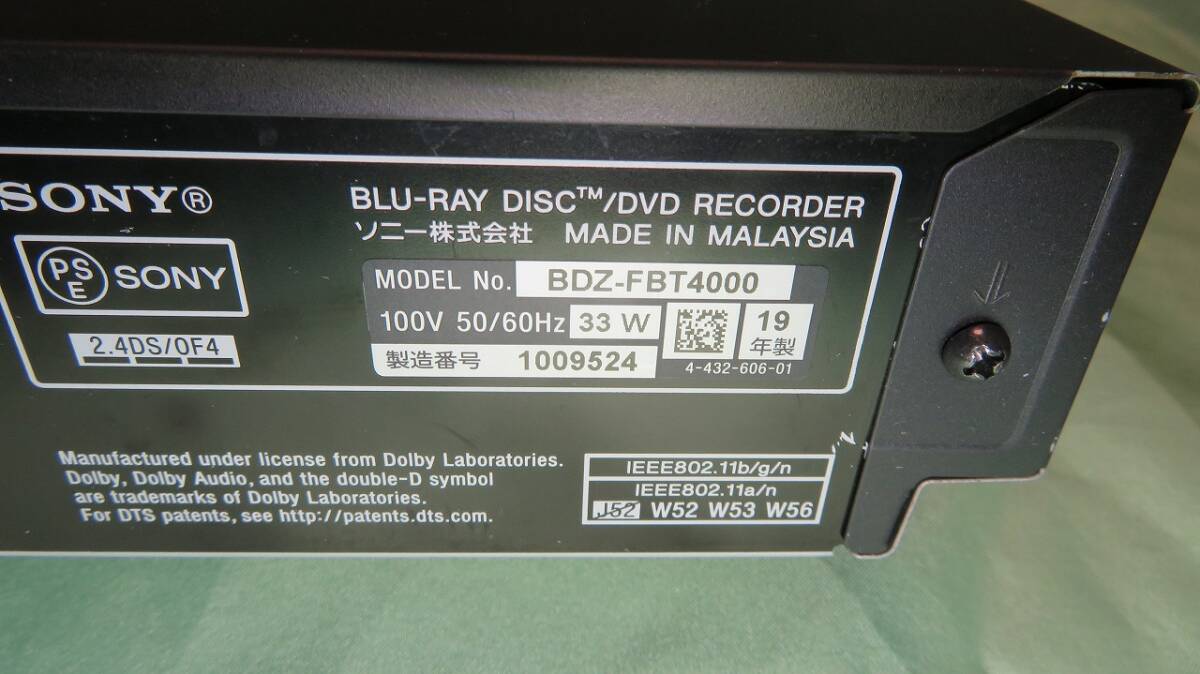 SONY®
PSE SONY
2.4DS/OF4
BLU-RAY DISC™/DVD RECORDER
ソニー株式会社 MADE IN MALAYSIA
MODEL No. BDZ-FBT4000
100V 50/60Hz 33 W
19
年製
製造番号 1009524
4-432-606-01
Manufactured under license from Dolby Laboratories.
Dolby, Dolby Audio, and the double-D symbol
are trademarks of Dolby Laboratories.
For DTS patents, see http://patents.dts.com.
IEEE802.11b/g/n
IEEE802.11a/n
J52 W52 W53 W56